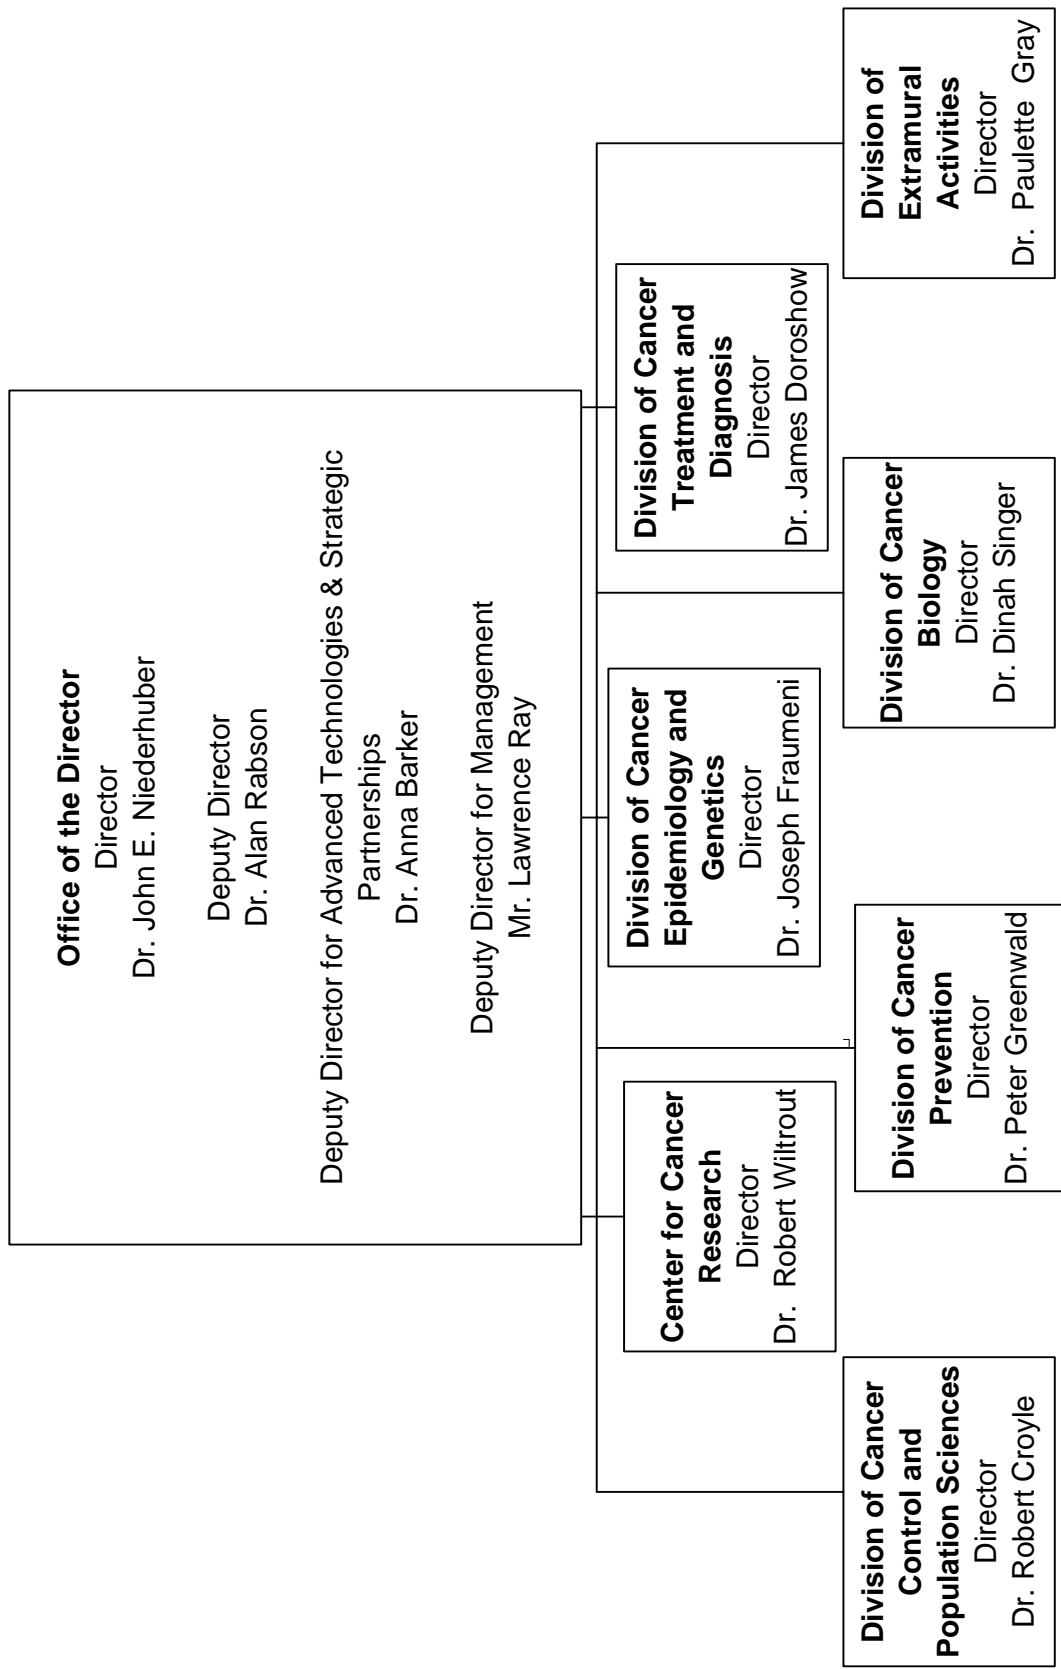 Office of the Director
Director
Dr. John E. Niederhuber
Deputy Director
Dr. Alan Rabson
Deputy Director for Advanced Technologies & Strategic
Partnerships
Dr. Anna Barker
Deputy Director for Management
Mr. Lawrence Ray
Center for Cancer
Research
Director
Dr. Robert Wiltrout
Division of Cancer
Epidemiology and
Genetics
Director
Dr. Joseph Fraumeni
Division of Cancer
Treatment and
Diagnosis
Director
Dr. James Doroshow
Division of Cancer
Control and
Population Sciences
Director
Dr. Robert Croyle
Division of Cancer
Prevention
Director
Dr. Peter Greenwald
Division of Cancer
Biology
Director
Dr. Dinah Singer
Division of
Extramural
Activities
Director
Dr. Paulette Gray